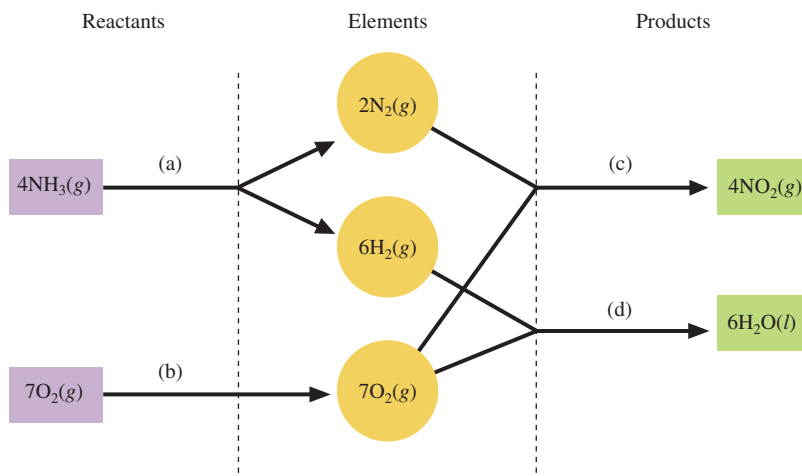 Reactants
Elements
Products
2N₂(g)
(a)
(c)
4NH₃(g)
4NO₂(g)
6H₂(g)
(d)
6H₂O(l)
(b)
7O₂(g)
7O₂(g)